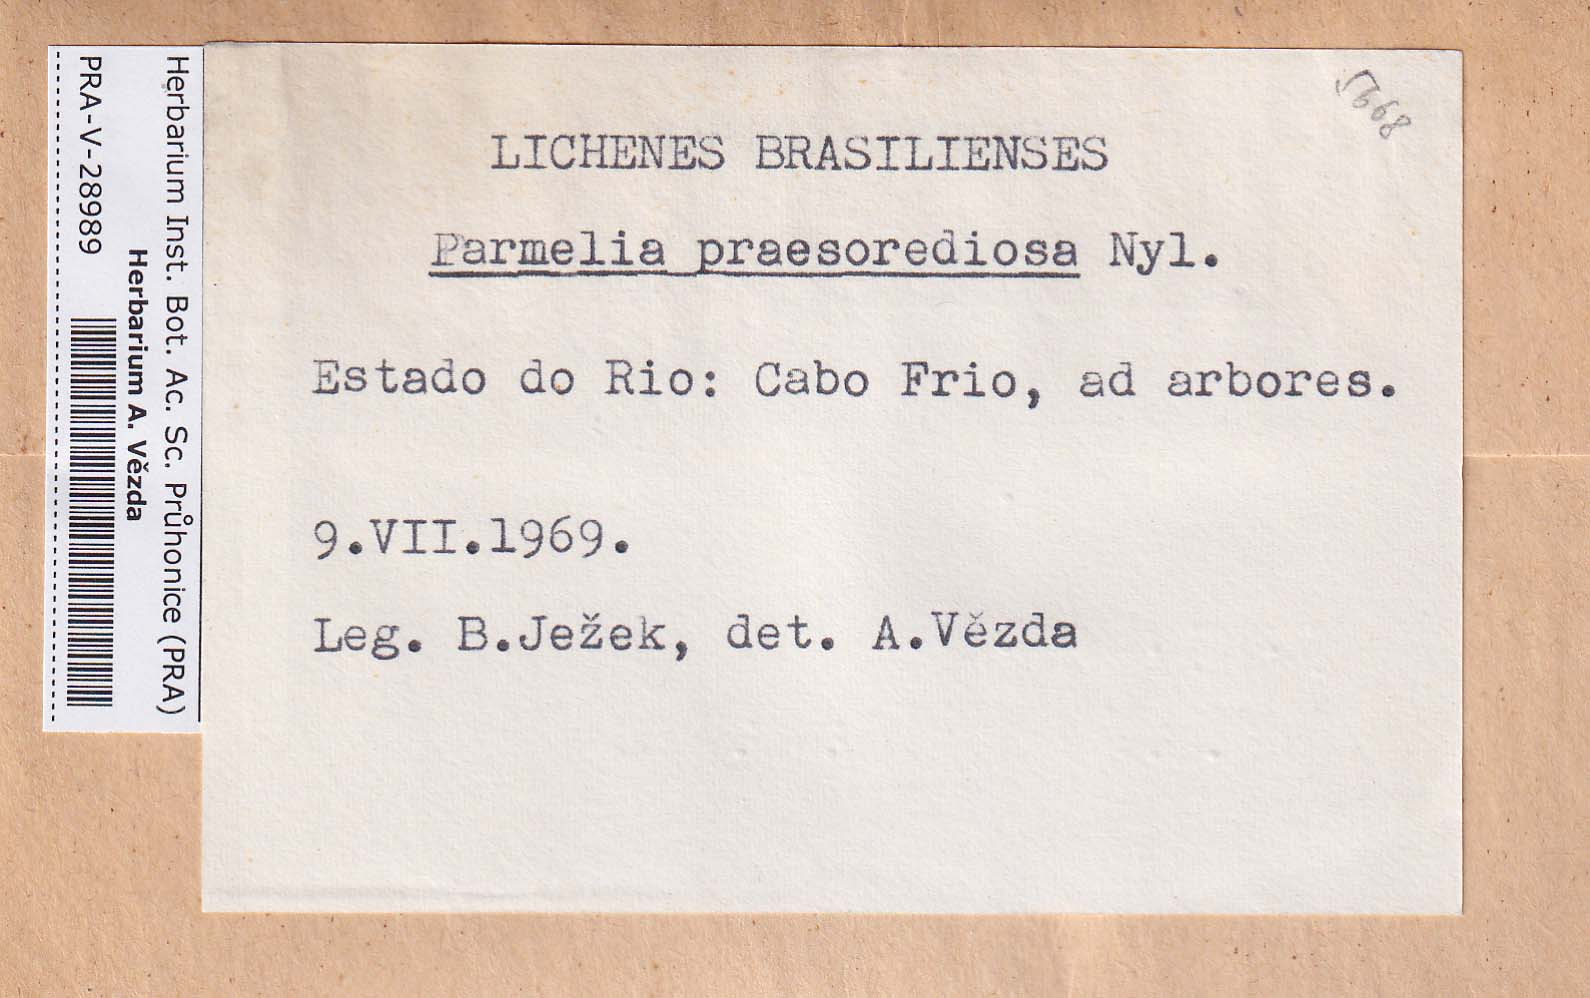 Herbarium Inst. Bot. Ac. Sc. Průhonice (PRA)
Herbarium A. Vězda
PRA-V-28989
LICHENES BRASILIENSES
Parmelia praesorediosa Nyl.
Estado do Rio: Cabo Frio, ad arbores.
9.VII.1969.
Leg. B.Ježek, det. A.Vězda